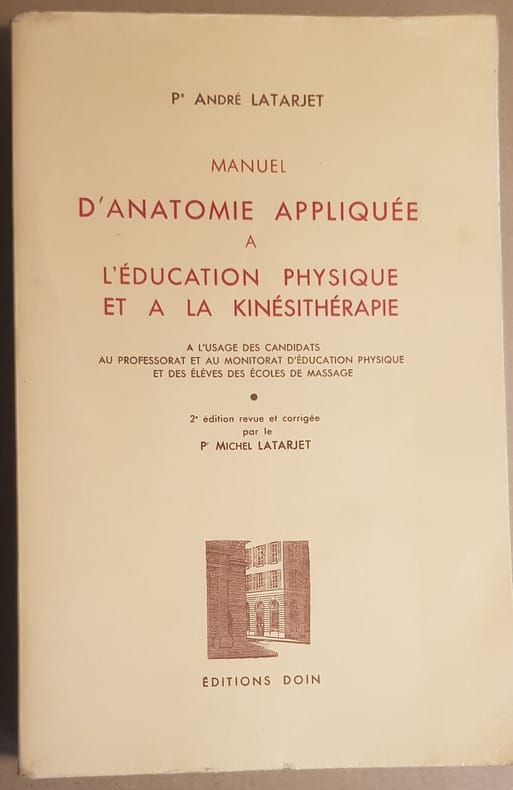 Pr ANDRÉ LATARJET
MANUEL
D'ANATOMIE APPLIQUÉE
A
L'ÉDUCATION PHYSIQUE
ET A LA KINÉSITHÉRAPIE
A L'USAGE DES CANDIDATS
AU PROFESSORAT ET AU MONITORAT D'ÉDUCATION PHYSIQUE
ET DES ÉLÈVES DES ÉCOLES DE MASSAGE
2e édition revue et corrigée
par le
Pr MICHEL LATARJET
ÉDITIONS DOIN